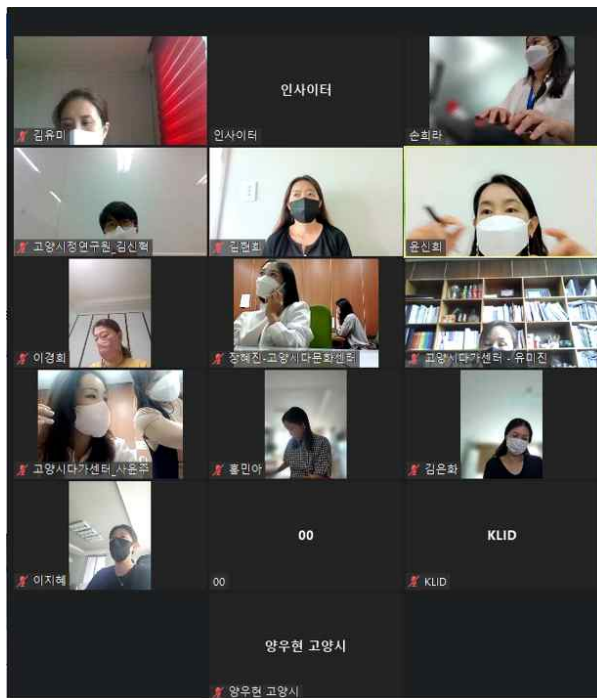 김유미
인사이터
인사이터
손희라
고양시정연구원_김신혁
김현희
윤신희
이경희
장혜진-고양시다문화센터
고양시다가센터 - 유미진
고양시다가센터_사윤주
홍민아
김은화
이지혜
00
00
KLID
KLID
양우현 고양시
양우현 고양시